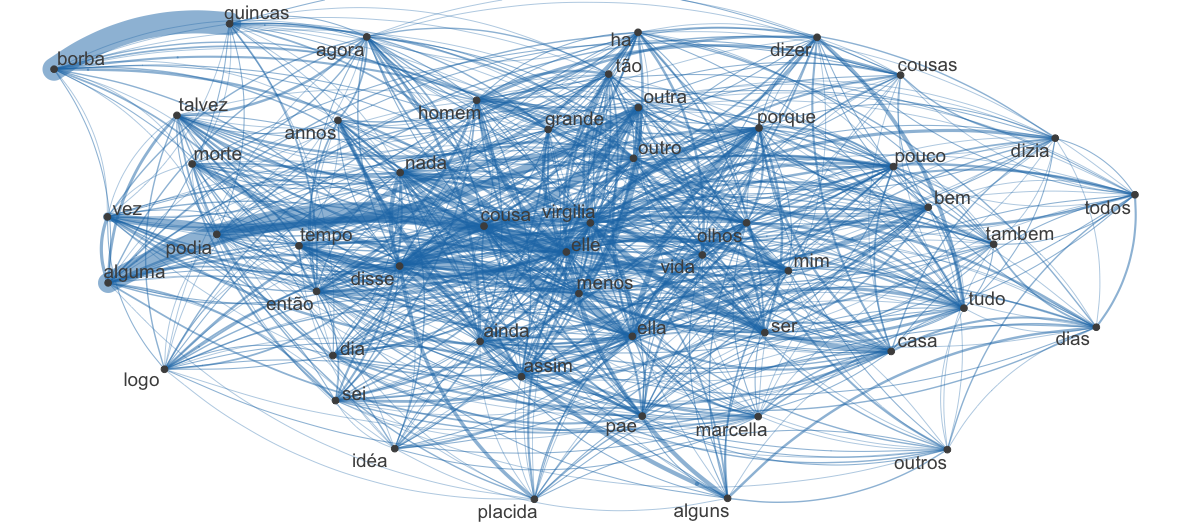 quincas
borba
agora
ha
dizer
tão
cousas
talvez
homem
outra
annos
grande
porque
morte
nada
outro
dizia
pouco
vez
cousa
virgilia
bem
todos
podia
tempo
elle
olhos
tambem
alguma
disse
vida
mim
então
menos
tudo
dia
ainda
ella
ser
casa
dias
logo
assim
sei
pae
marcella
idéa
outros
placida
alguns